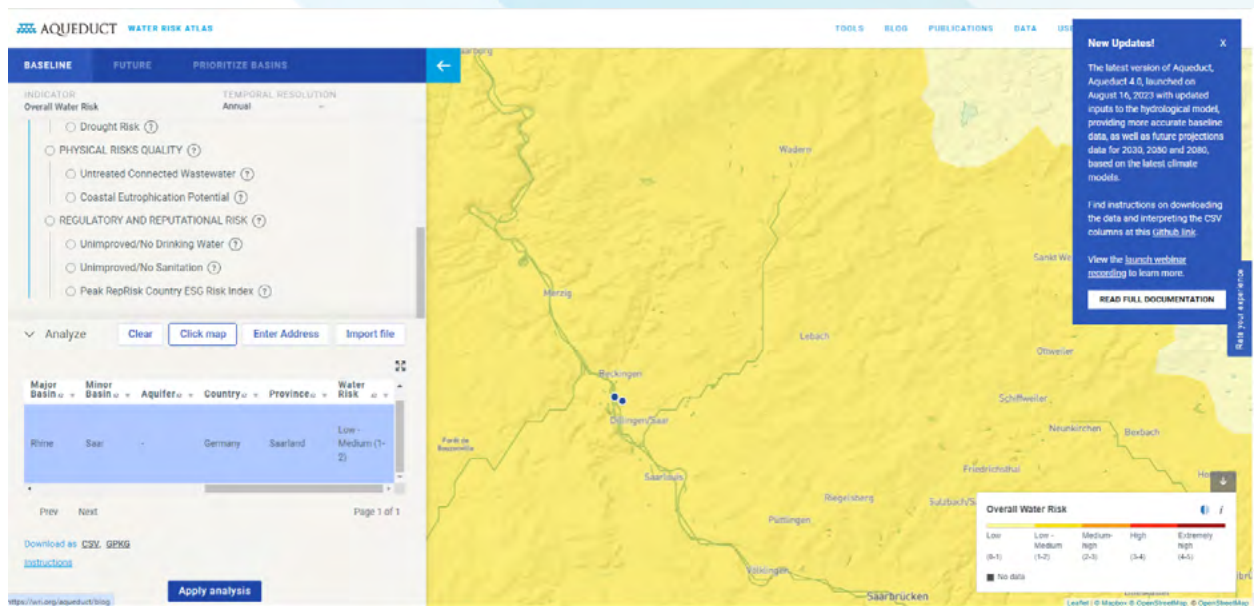 AQUEDUCT WATER RISK ATLAS
TOOLS BLOG PUBLICATIONS DATA
BASELINE FUTURE PRIORITIZE BASINS
INDICATOR TEMPORAL RESOLUTION
Overall Water Risk Annual
Drought Risk ?
PHYSICAL RISKS QUALITY ?
Untreated Connected Wastewater ?
Coastal Eutrophication Potential ?
REGULATORY AND REPUTATIONAL RISK ?
Unimproved/No Drinking Water ?
Unimproved/No Sanitation ?
Peak RepRisk Country ESG Risk Index ?
Analyze Clear Click map Enter Address Import file
Major Basin Minor Basin Aquifer Country Province Water Risk
Rhine Saar - Germany Saarland Low - Medium (1-2)
Prev Next Page 1 of 1
Download as CSV, GPKG
Instructions
Apply analysis
https://wri.org/aqueduct/blog
Wadern
Sankt We
Merzig
Lebach
Ottweiler
Beckingen
Dillingen/Saar
Schiffweiler
Neunkirchen
Bexbach
Saarlouis
Friedrichsthal
Riegelsberg
Sulzbach/S
Püttlingen
Völklingen
Saarbrücken
New Updates! X
The latest version of Aqueduct,
Aqueduct 4.0, launched on
August 16, 2023 with updated
inputs to the hydrological model,
providing more accurate baseline
data, as well as future projections
data for 2030, 2050 and 2080,
based on the latest climate
models.
Find instructions on downloading
the data and interpreting the CSV
columns at this Github link.
View the launch webinar
recording to learn more.
READ FULL DOCUMENTATION
Rate your experience
Overall Water Risk
Low Low - Medium Medium-high High Extremely high
(0-1) (1-2) (2-3) (3-4) (4-5)
No data
Leaflet | © Mapbox © OpenStreetMap, © OpenStreetMap